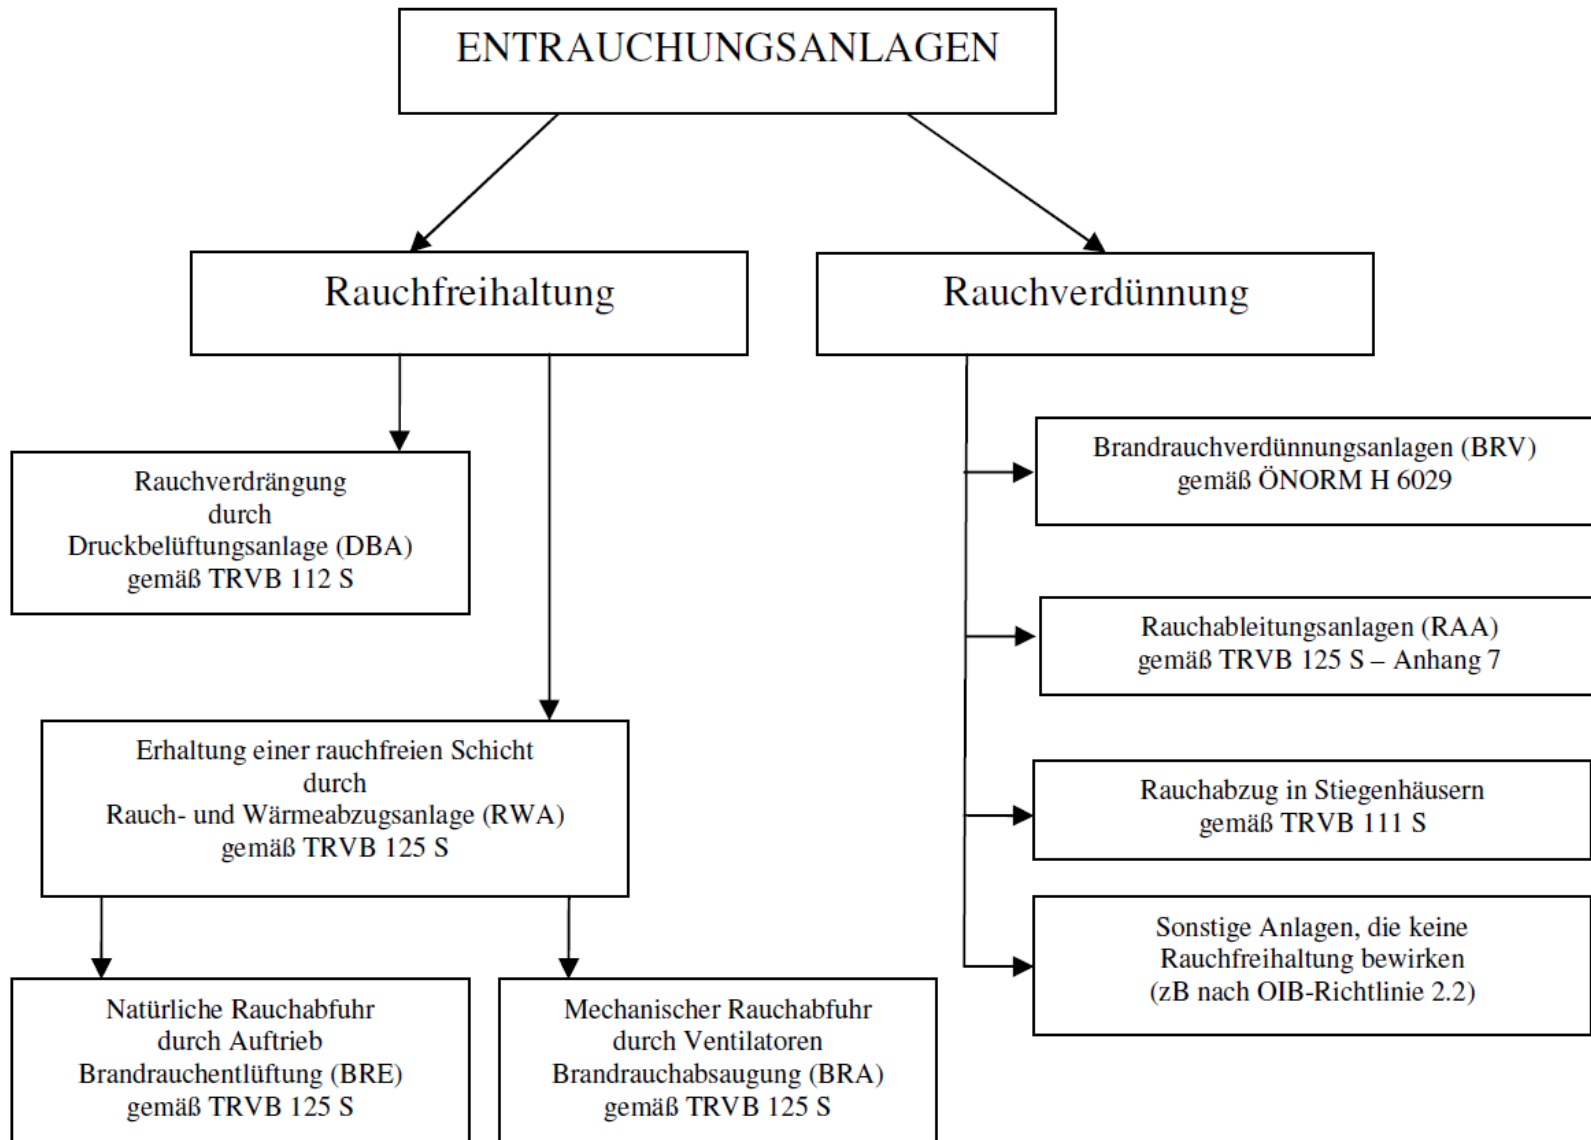 ENTRAUCHUNGSANLAGEN
Rauchfreihaltung
Rauchverdünnung
Rauchverdrängung
durch
Druckbelüftungsanlage (DBA)
gemäß TRVB 112 S
Erhaltung einer rauchfreien Schicht
durch
Rauch- und Wärmeabzugsanlage (RWA)
gemäß TRVB 125 S
Natürliche Rauchabfuhr
durch Auftrieb
Brandrauchentlüftung (BRE)
gemäß TRVB 125 S
Mechanischer Rauchabfuhr
durch Ventilatoren
Brandrauchabsaugung (BRA)
gemäß TRVB 125 S
Brandrauchverdünnungsanlagen (BRV)
gemäß ÖNORM H 6029
Rauchableitungsanlagen (RAA)
gemäß TRVB 125 S – Anhang 7
Rauchabzug in Stiegenhäusern
gemäß TRVB 111 S
Sonstige Anlagen, die keine
Rauchfreihaltung bewirken
(zB nach OIB-Richtlinie 2.2)